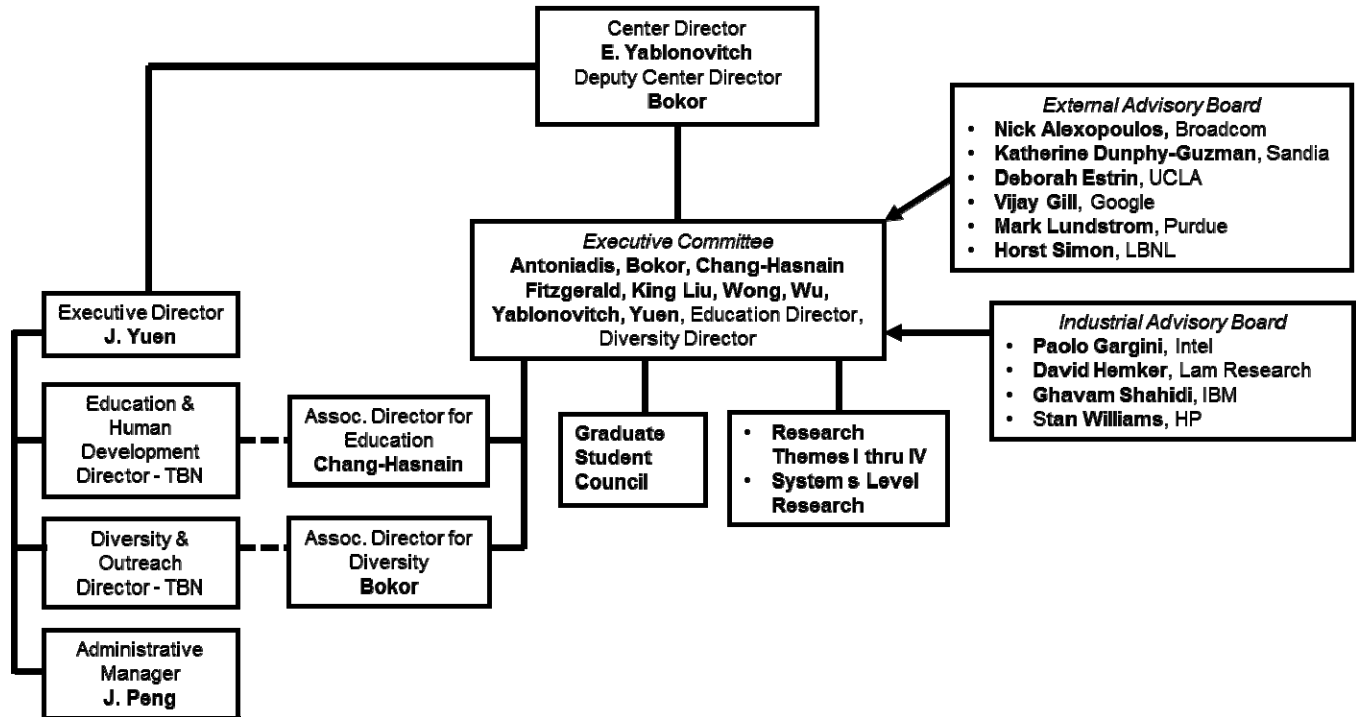 Center Director
E. Yablonovitch
Deputy Center Director
Bokor
External Advisory Board
• Nick Alexopoulos, Broadcom
• Katherine Dunphy-Guzman, Sandia
• Deborah Estrin, UCLA
• Vijay Gill, Google
• Mark Lundstrom, Purdue
• Horst Simon, LBNL
Executive Committee
Antoniadis, Bokor, Chang-Hasnain
Fitzgerald, King Liu, Wong, Wu,
Yablonovitch, Yuen, Education Director,
Diversity Director
Industrial Advisory Board
• Paolo Gargini, Intel
• David Hemker, Lam Research
• Ghavam Shahidi, IBM
• Stan Williams, HP
Executive Director
J. Yuen
Education &
Human
Development
Director - TBN
Assoc. Director for
Education
Chang-Hasnain
Graduate
Student
Council
• Research
Themes I thru IV
• System s Level
Research
Diversity &
Outreach
Director - TBN
Assoc. Director for
Diversity
Bokor
Administrative
Manager
J. Peng